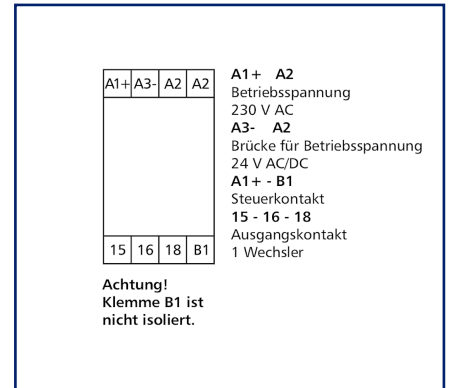 A1+ A3- A2 A2
15 16 18 B1
Achtung!
Klemme B1 ist
nicht isoliert.
A1+ A2
Betriebsspannung
230 V AC
A3- A2
Brücke für Betriebsspannung
24 V AC/DC
A1+ - B1
Steuerkontakt
15 - 16 - 18
Ausgangskontakt
1 Wechsler